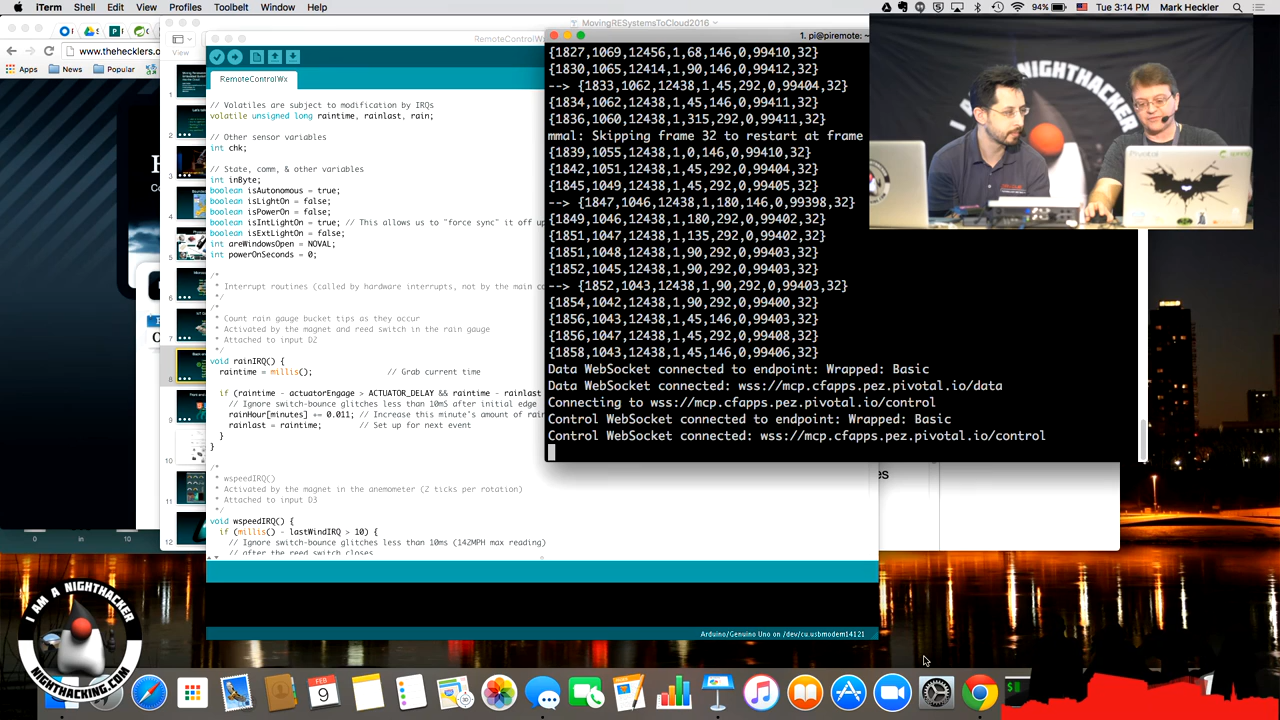 iTerm Shell Edit View Profiles Toolbelt Window Help
94% Tue 3:14 PM Mark Heckler
MovingRESystemsToCloud2016
www.thehecklers.o
Apps News Popular
View
RemoteControlWx
RemoteControlWx
// Volatiles are subject to modification by IRQs
volatile unsigned long raintime, rainlast, rain;
// Other sensor variables
int chk;
// State, comm, & other variables
int inByte;
boolean isAutonomous = true;
boolean isLightOn = false;
boolean isPowerOn = false;
boolean isIntLightOn = true; // This allows us to "force sync" it off up
boolean isExtLightOn = false;
int areWindowsOpen = NOVAL;
int powerOnSeconds = 0;
/*
* Interrupt routines (called by hardware interrupts, not by the main co
*/
/*
* Count rain gauge bucket tips as they occur
* Activated by the magnet and reed switch in the rain gauge
* Attached to input D2
*/
void rainIRQ() {
raintime = millis(); // Grab current time
if (raintime - actuatorEngage > ACTUATOR_DELAY && raintime - rainlast
// Ignore switch-bounce glitches less than 10mS after initial edge
rainHour[minutes] += 0.011; // Increase this minute's amount of rai
rainlast = raintime; // Set up for next event
}
}
/*
* wspeedIRQ()
* Activated by the magnet in the anemometer (2 ticks per rotation)
* Attached to input D3
*/
void wspeedIRQ() {
if (millis() - lastWindIRQ > 10) {
// Ignore switch-bounce glitches less than 10ms (142MPH max reading)
// after the reed switch closes
Arduino/Genuino Uno on /dev/cu.usbmodem14121
1. pi@piremote: ~
{1827,1066,12456,1,68,146,0,99410,32}
{1830,1065,12414,1,90,146,0,99412,32}
--> {1833,1062,12438,1,45,292,0,99404,32}
{1834,1062,12438,1,45,146,0,99411,32}
{1836,1060,12438,1,315,292,0,99411,32}
mmal: Skipping frame 32 to restart at frame
{1839,1055,12438,1,0,146,0,99410,32}
{1842,1051,12438,1,45,146,0,99404,32}
{1845,1049,12438,1,45,292,0,99405,32}
--> {1847,1046,12438,1,180,146,0,99398,32}
{1849,1046,12438,1,180,292,0,99402,32}
{1851,1047,12438,1,135,292,0,99402,32}
{1851,1048,12438,1,90,292,0,99403,32}
{1852,1045,12438,1,90,292,0,99403,32}
--> {1852,1043,12438,1,90,292,0,99403,32}
{1854,1042,12438,1,90,292,0,99400,32}
{1856,1043,12438,1,45,146,0,99403,32}
{1856,1047,12438,1,45,146,0,99408,32}
{1858,1043,12438,1,45,146,0,99406,32}
Data WebSocket connected to endpoint: Wrapped: Basic
Data WebSocket connected: wss://mcp.cfapps.pez.pivotal.io/data
Connecting to wss://mcp.cfapps.pez.pivotal.io/control
Control WebSocket connected to endpoint: Wrapped: Basic
Control WebSocket connected: wss://mcp.cfapps.pez.pivotal.io/control
I AM A NIGHTHACKER
NIGHTHACKING.COM
FEB
9
Pivotal